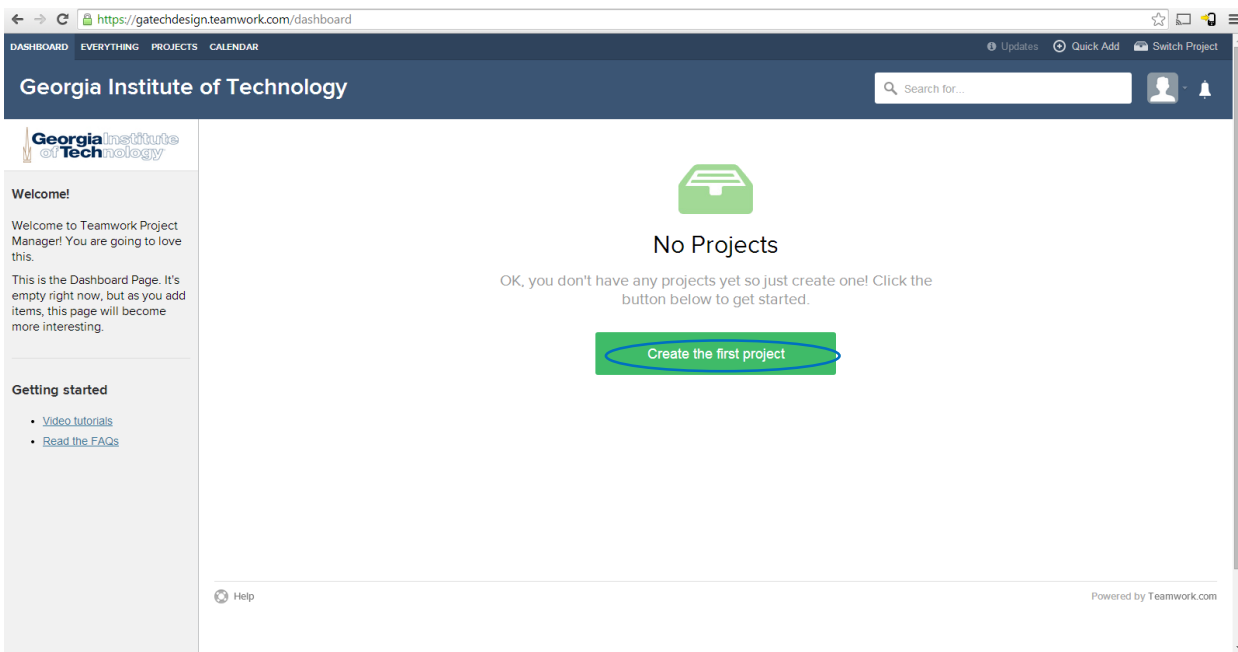 https://gatechdesign.teamwork.com/dashboard
DASHBOARD EVERYTHING PROJECTS CALENDAR
Updates Quick Add Switch Project
Georgia Institute of Technology
Search for...
Georgia Institute
of Technology
Welcome!
Welcome to Teamwork Project
Manager! You are going to love
this.
This is the Dashboard Page. It's
empty right now, but as you add
items, this page will become
more interesting.
Getting started
• Video tutorials
• Read the FAQs
No Projects
OK, you don't have any projects yet so just create one! Click the
button below to get started.
Create the first project
Help
Powered by Teamwork.com